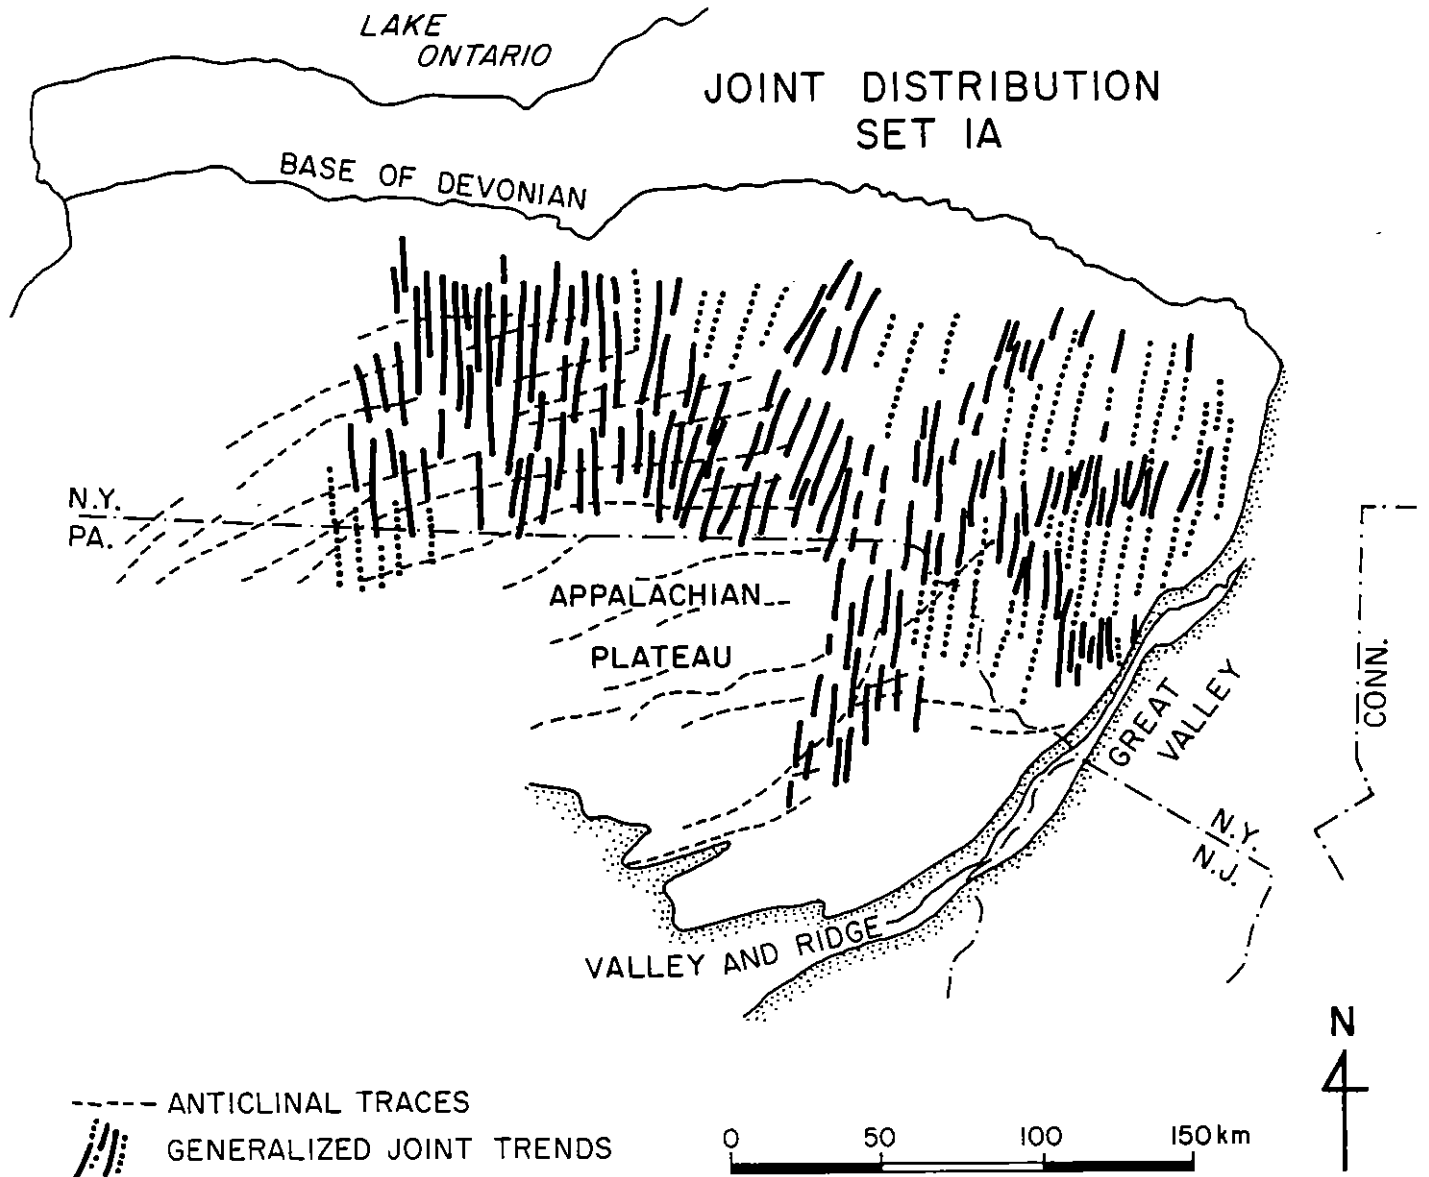 LAKE
ONTARIO
JOINT DISTRIBUTION
SET IA
BASE OF DEVONIAN
N.Y.
PA.
APPALACHIAN
PLATEAU
GREAT
VALLEY
CONN.
N.Y.
N.J.
VALLEY AND RIDGE
N
ANTICLINAL TRACES
GENERALIZED JOINT TRENDS
0 50 100 150 km